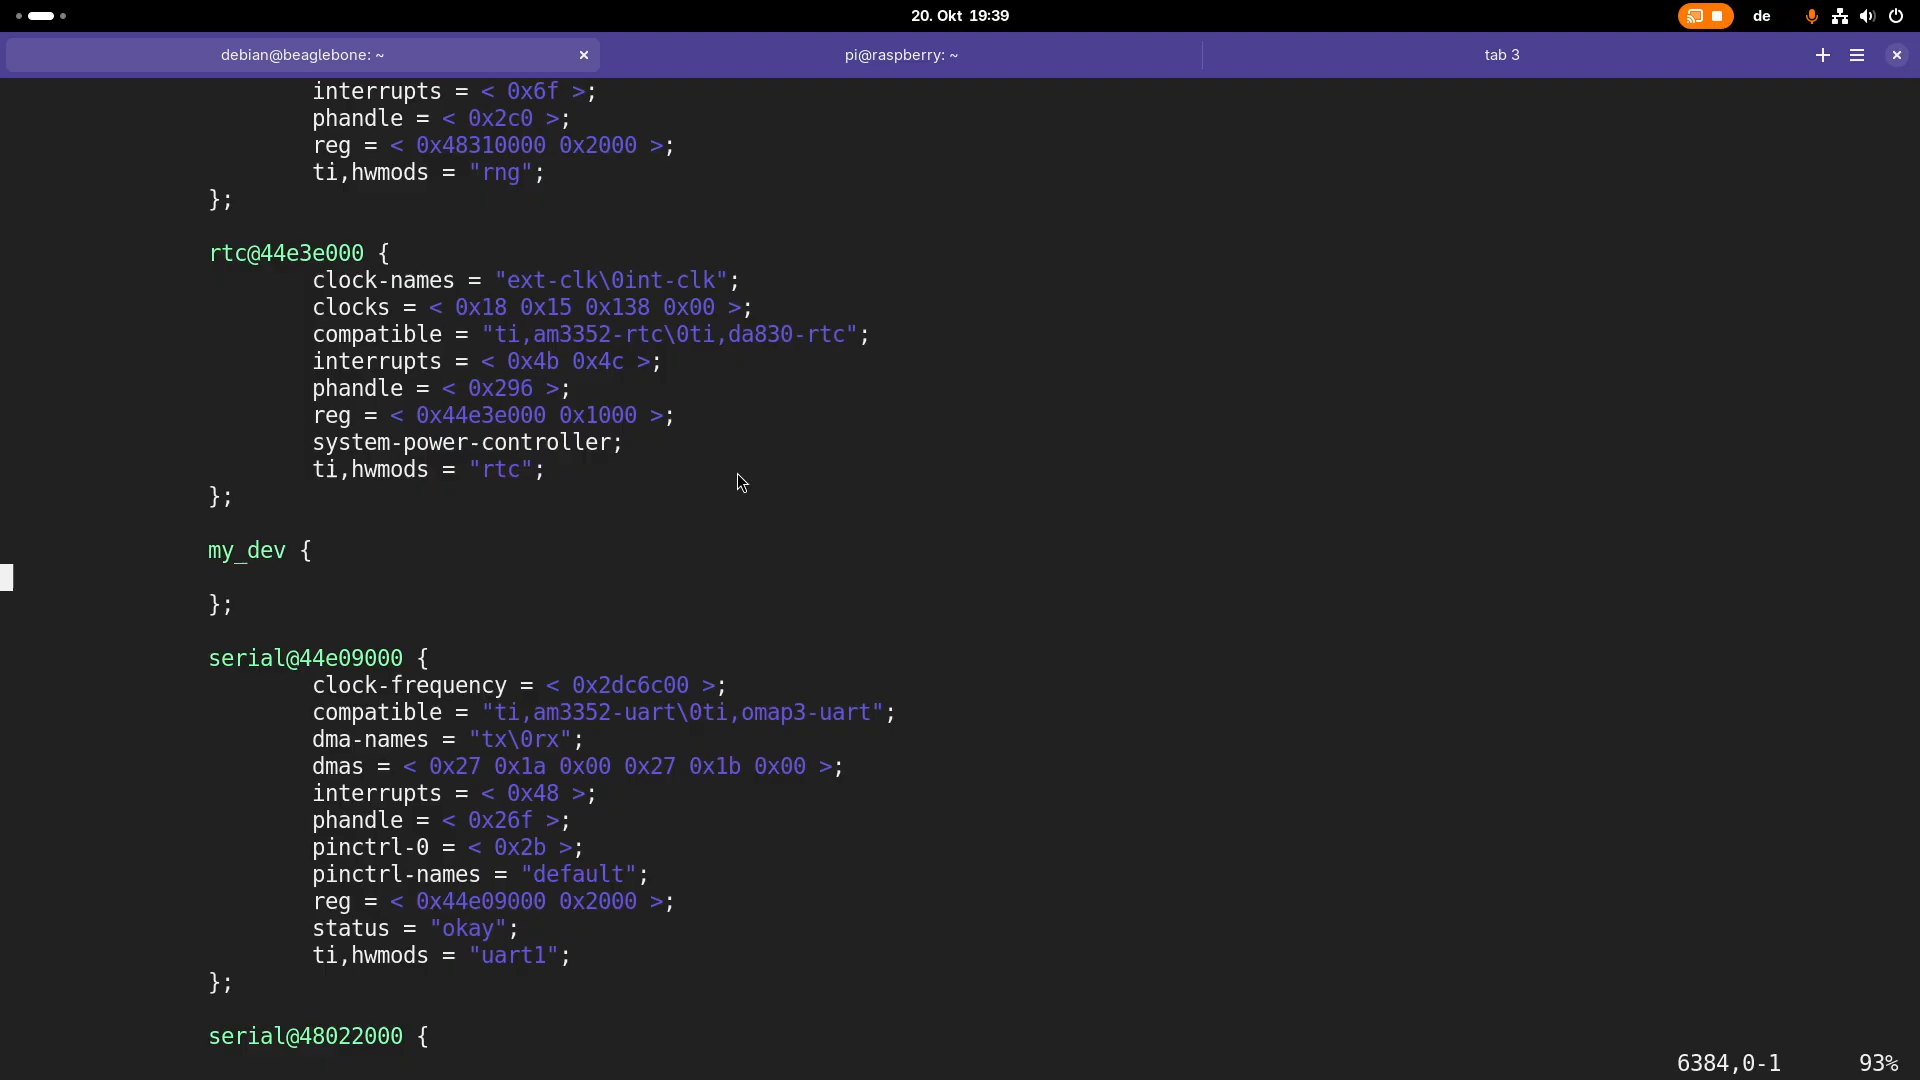 20. Okt 19:39
de
debian@beaglebone: ~
pi@raspberry: ~
tab 3
interrupts = < 0x6f >;
phandle = < 0x2c0 >;
reg = < 0x48310000 0x2000 >;
ti,hwmods = "rng";
};
rtc@44e3e000 {
clock-names = "ext-clk\0int-clk";
clocks = < 0x18 0x15 0x138 0x00 >;
compatible = "ti,am3352-rtc\0ti,da830-rtc";
interrupts = < 0x4b 0x4c >;
phandle = < 0x296 >;
reg = < 0x44e3e000 0x1000 >;
system-power-controller;
ti,hwmods = "rtc";
};
my_dev {
};
serial@44e09000 {
clock-frequency = < 0x2dc6c00 >;
compatible = "ti,am3352-uart\0ti,omap3-uart";
dma-names = "tx\0rx";
dmas = < 0x27 0x1a 0x00 0x27 0x1b 0x00 >;
interrupts = < 0x48 >;
phandle = < 0x26f >;
pinctrl-0 = < 0x2b >;
pinctrl-names = "default";
reg = < 0x44e09000 0x2000 >;
status = "okay";
ti,hwmods = "uart1";
};
serial@48022000 {
6384,0-1 93%